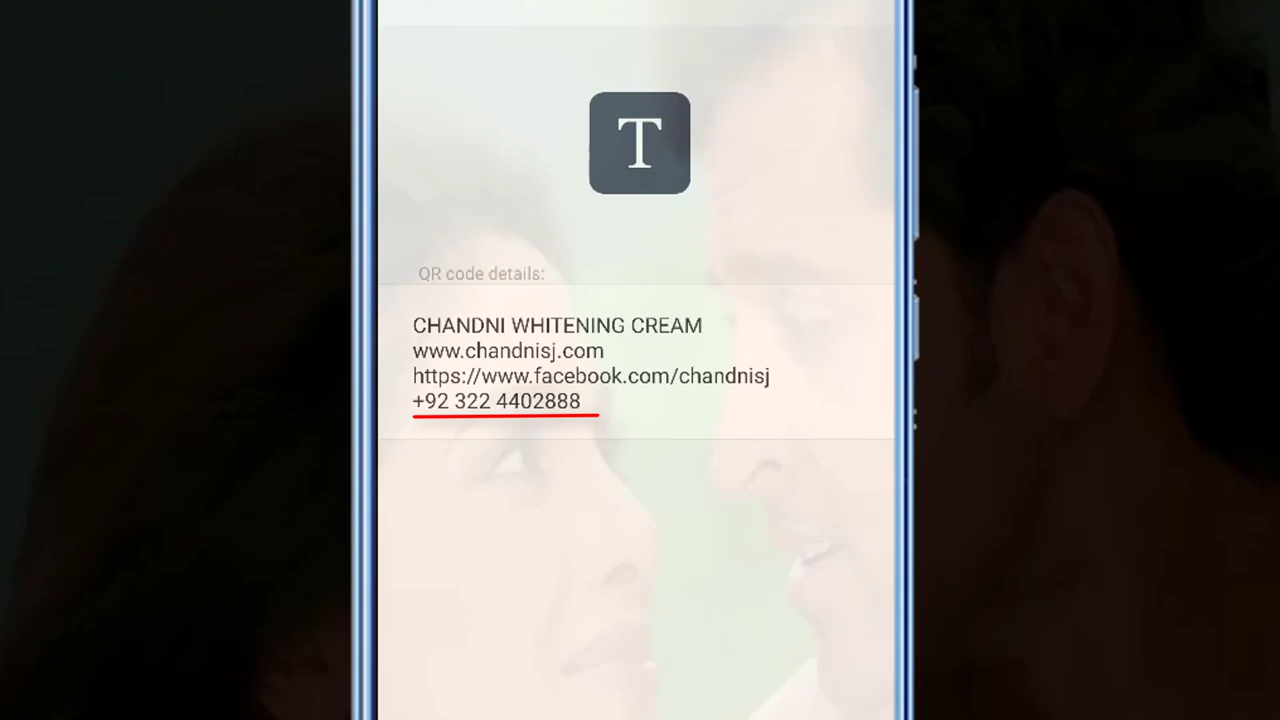 T
QR code details:
CHANDNI WHITENING CREAM
www.chandnisj.com
https://www.facebook.com/chandnisj
+92 322 4402888